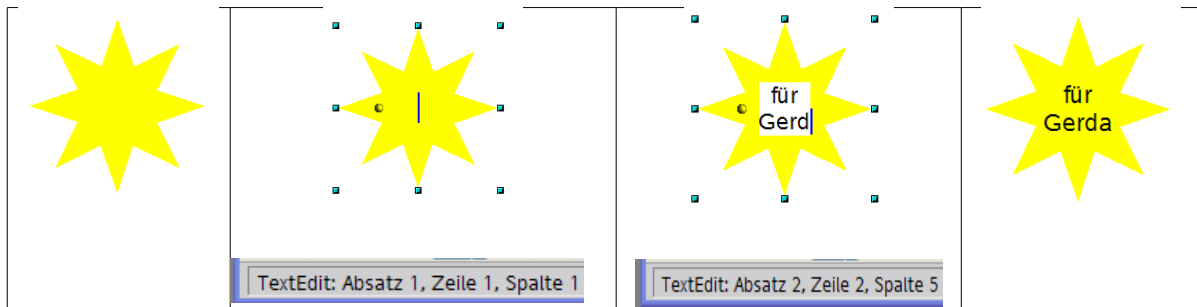 TextEdit: Absatz 1, Zeile 1, Spalte 1
für
Gerd
TextEdit: Absatz 2, Zeile 2, Spalte 5
für
Gerda